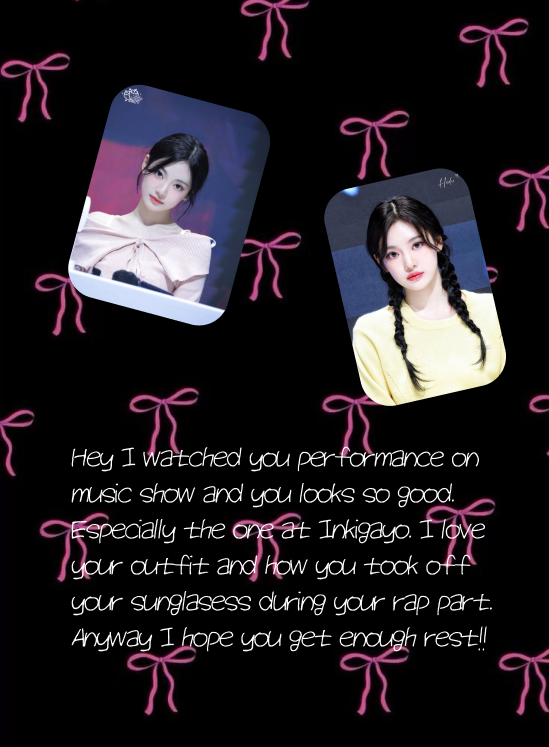 Hey I watched you performance on
music show and you looks so good.
Especially the one at Inkigayo. I love
your outfit and how you took off
your sunglasess during your rap part.
Anyway I hope you get enough rest!!